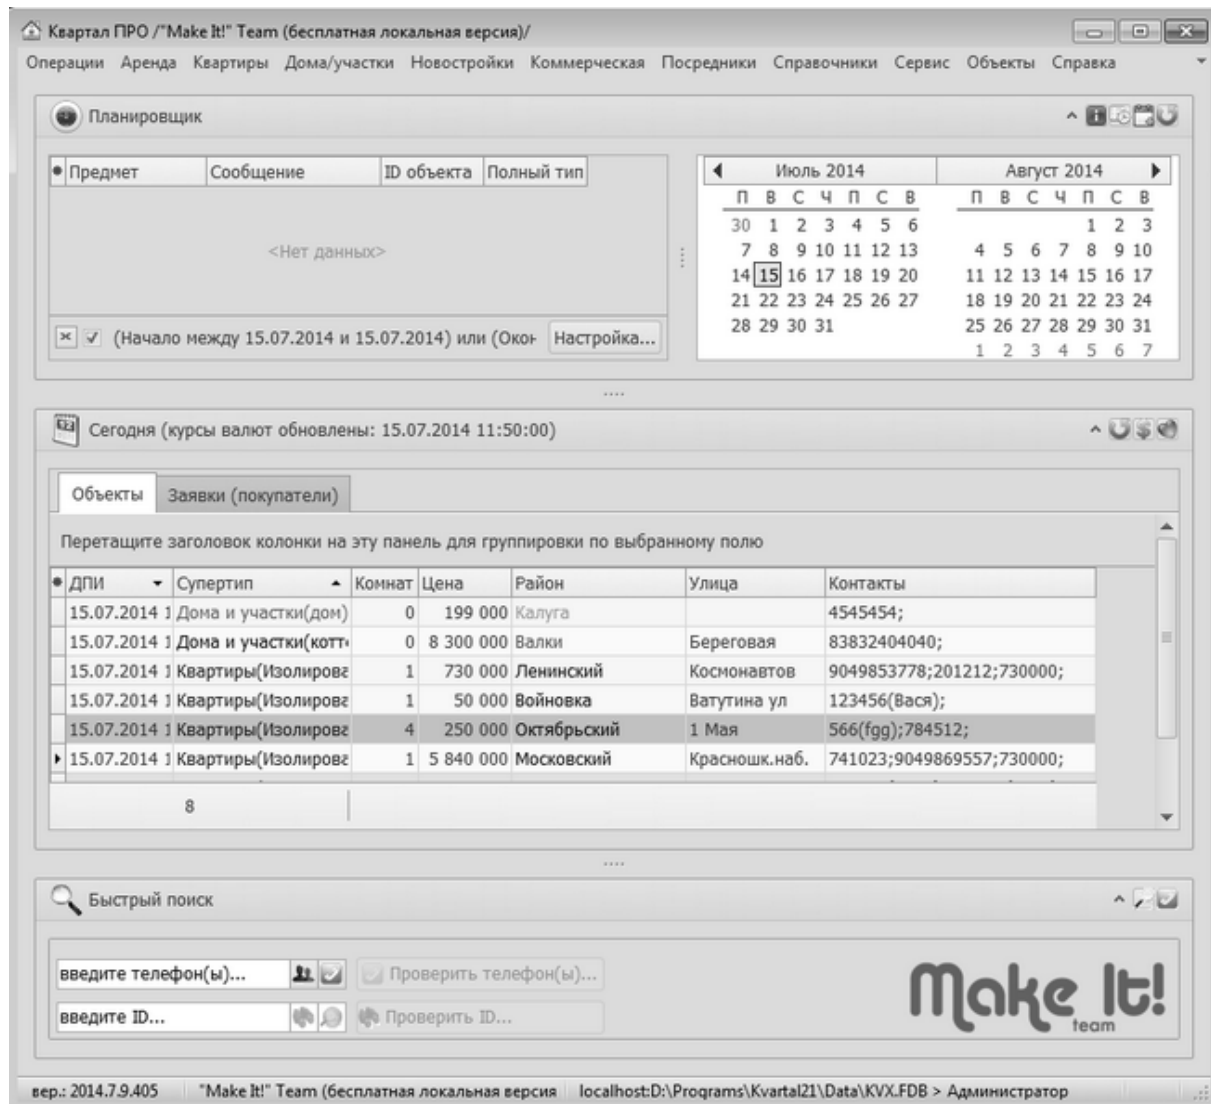 Квартал ПРО /"Make It!" Team (бесплатная локальная версия)/
Операции Аренда Квартиры Дома/участки Новостройки Коммерческая Посредники Справочники Сервис Объекты Справка
Планировщик
Предмет Сообщение ID объекта Полный тип
<Нет данных>
(Начало между 15.07.2014 и 15.07.2014) или (Окон Настройка...
Июль 2014 Август 2014
П В С Ч П С В П В С Ч П С В
30 1 2 3 4 5 6 1 2 3
7 8 9 10 11 12 13 4 5 6 7 8 9 10
14 15 16 17 18 19 20 11 12 13 14 15 16 17
21 22 23 24 25 26 27 18 19 20 21 22 23 24
28 29 30 31 25 26 27 28 29 30 31
1 2 3 4 5 6 7
Сегодня (курсы валют обновлены: 15.07.2014 11:50:00)
Объекты Заявки (покупатели)
Перетащите заголовок колонки на эту панель для группировки по выбранному полю
ДПИ Супертип Комнат Цена Район Улица Контакты
15.07.2014 1 Дома и участки(дом) 0 199 000 Калуга 4545454;
15.07.2014 1 Дома и участки(котт 0 8 300 000 Валки Береговая 83832404040;
15.07.2014 1 Квартиры(Изолирова 1 730 000 Ленинский Космонавтов 9049853778;201212;730000;
15.07.2014 1 Квартиры(Изолирова 1 50 000 Войновка Ватутина ул 123456(Вася);
15.07.2014 1 Квартиры(Изолирова 4 250 000 Октябрьский 1 Мая 566(fgg);784512;
15.07.2014 1 Квартиры(Изолирова 1 5 840 000 Московский Красношк.наб. 741023;9049869557;730000;
8
Быстрый поиск
введите телефон(ы)... Проверить телефон(ы)...
введите ID... Проверить ID...
Make It!
team
вер.: 2014.7.9.405 "Make It!" Team (бесплатная локальная версия localhost:D:\Programs\Kvartal21\Data\KVX.FDB > Администратор